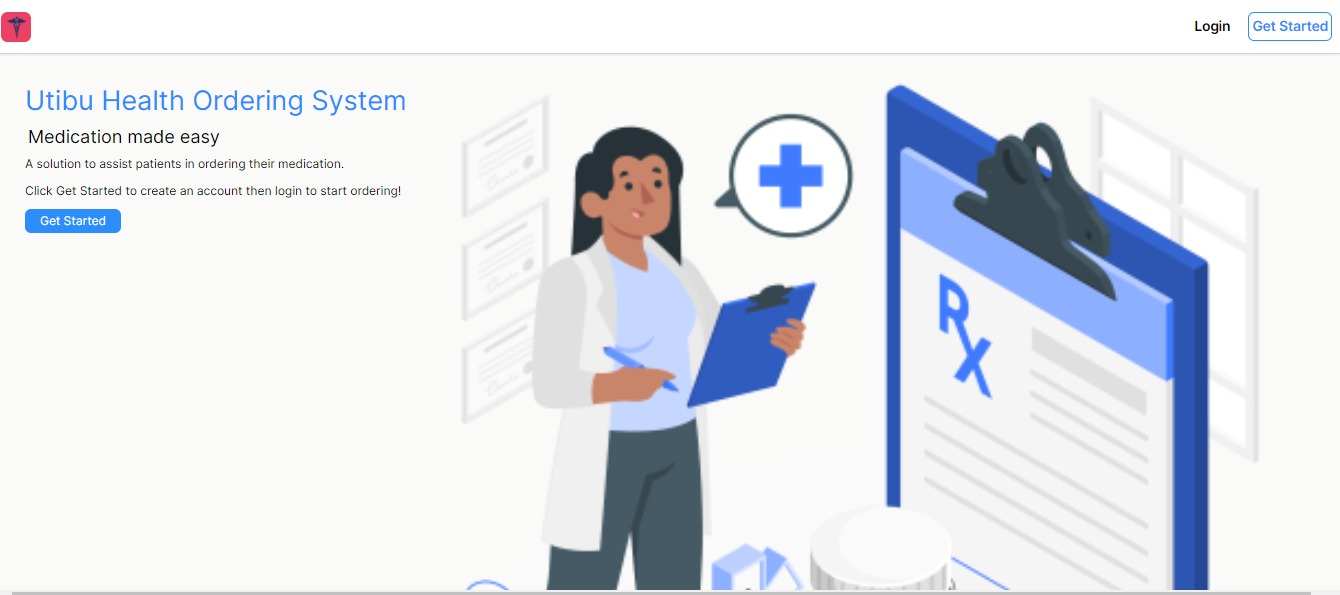 Login
Get Started
Utibu Health Ordering System
Medication made easy
A solution to assist patients in ordering their medication.
Click Get Started to create an account then login to start ordering!
Get Started
Rx